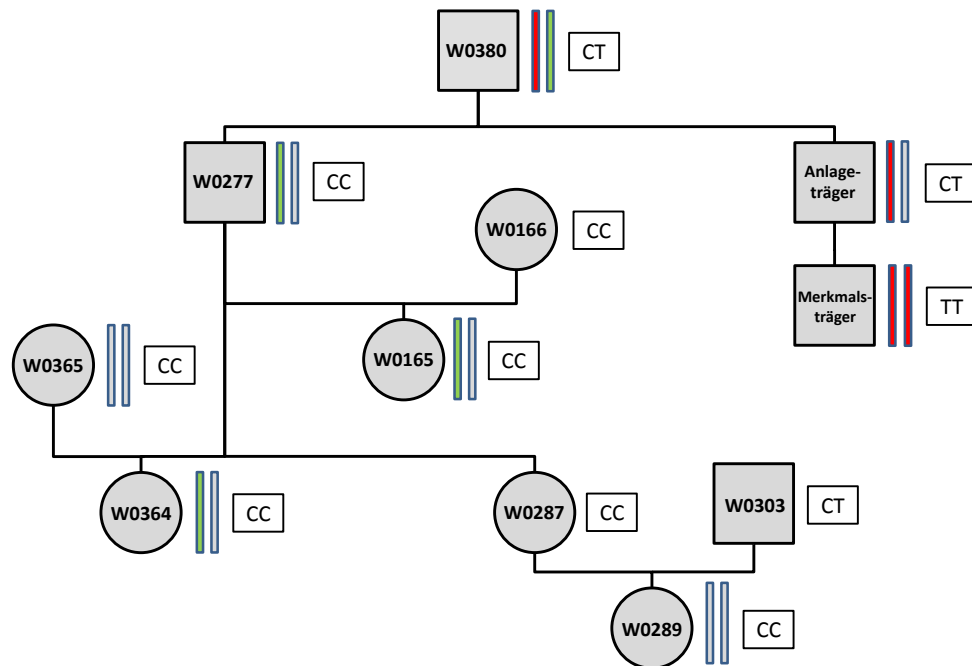 W0380
CT
W0277
CC
Anlage-
träger
CT
W0166
CC
Merkmals-
träger
TT
W0365
CC
W0165
CC
W0364
CC
W0287
CC
W0303
CT
W0289
CC